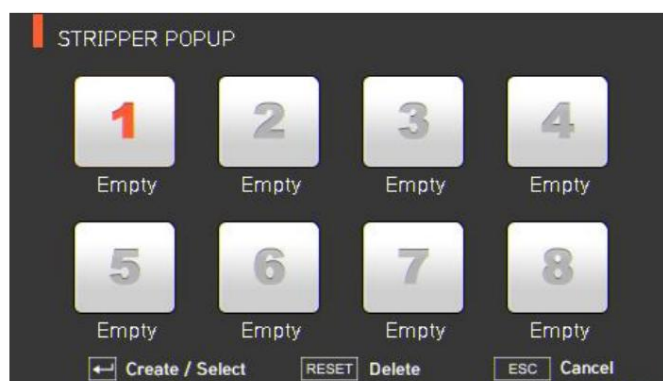 STRIPPER POPUP
1 2 3 4
Empty Empty Empty Empty
5 6 7 8
Empty Empty Empty Empty
↵ Create / Select RESET Delete ESC Cancel